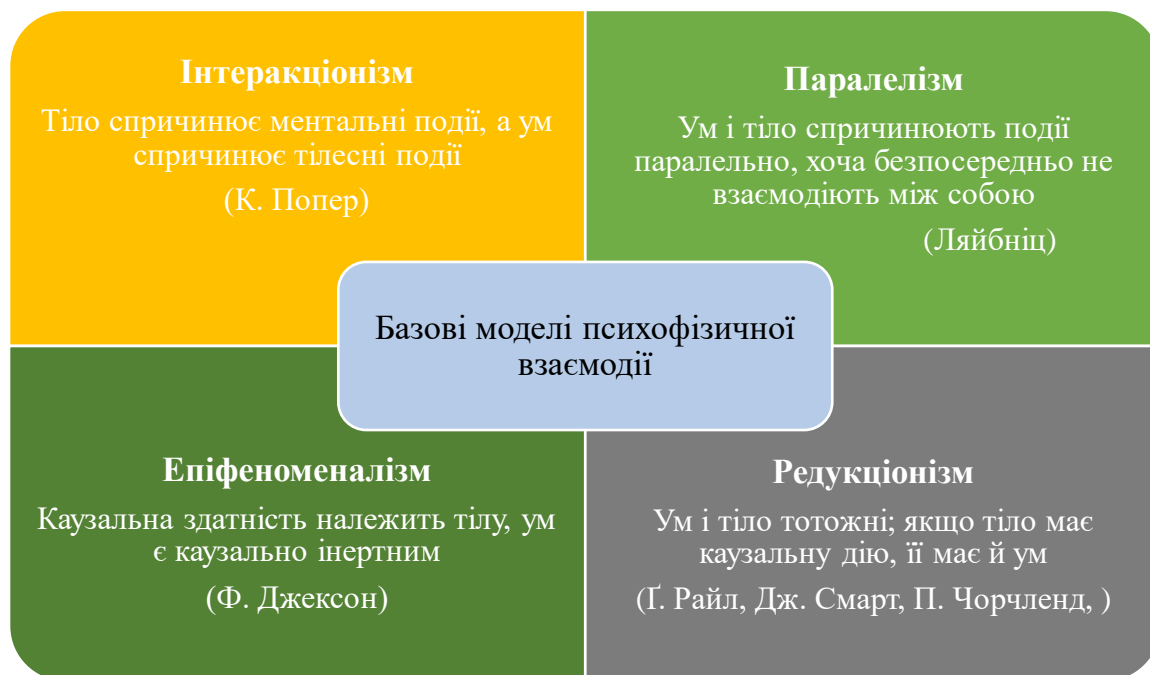 Інтеракціонізм
Тіло спричинює ментальні події, а ум
спричинює тілесні події
(К. Попер)
Паралелізм
Ум і тіло спричинюють події
паралельно, хоча безпосередньо не
взаємодіють між собою
(Ляйбніц)
Базові моделі психофізичної
взаємодії
Епіфеноменалізм
Каузальна здатність належить тілу, ум
є каузально інертним
(Ф. Джексон)
Редукціонізм
Ум і тіло тотожні; якщо тіло має
каузальну дію, її має й ум
(Ґ. Райл, Дж. Смарт, П. Чорчленд, )